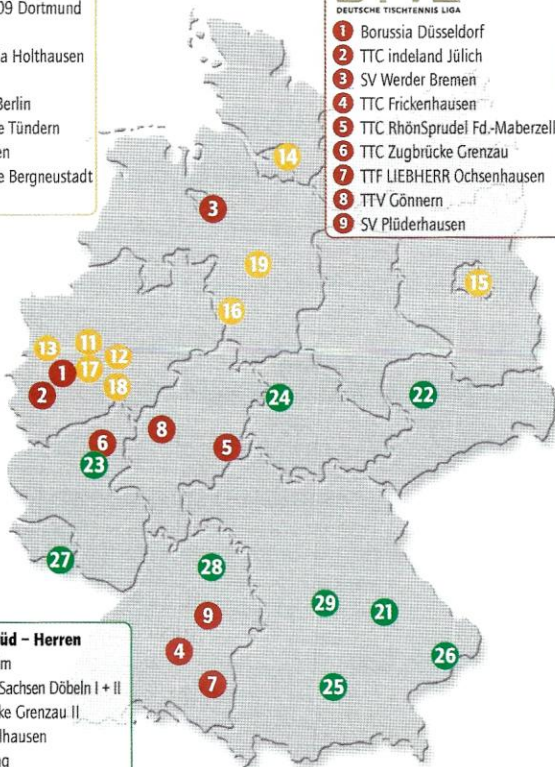 09 Dortmund
a Holthausen
Berlin
e Tündern
en
e Bergneustadt
DEUTSCHE TISCHTENNIS LIGA
1 Borussia Düsseldorf
2 TTC indeland Jülich
3 SV Werder Bremen
4 TTC Frickenhausen
5 TTC RhönSprudel Fd.-Maberzell
6 TTC Zugbrücke Grenzau
7 TTF LIEBHERR Ochsenhausen
8 TTV Gönnern
9 SV Plüderhausen
14
3
19
15
16
13
11
12
1
17
18
2
24
22
8
6
5
23
27
28
29
21
9
4
26
7
25
üd – Herren
m
Sachsen Döbeln I + II
ke Grenzau II
lhausen
ng